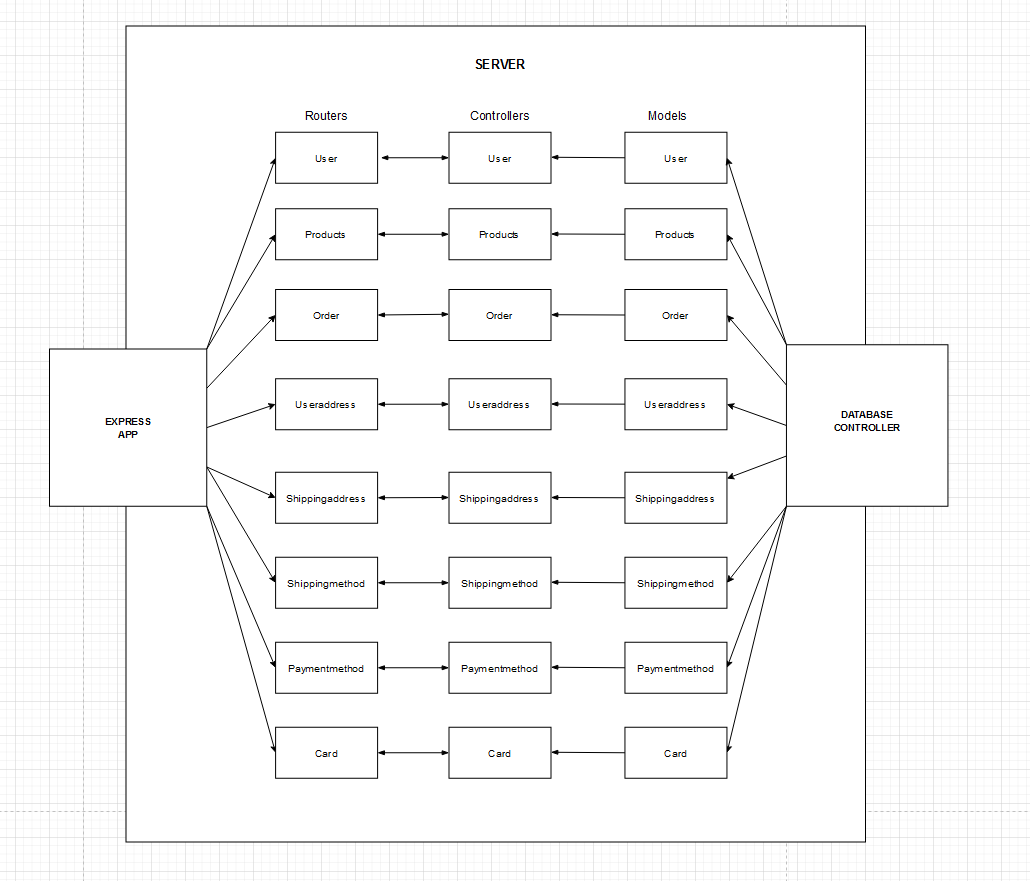 SERVER
Routers Controllers Models
User User User
Products Products Products
Order Order Order
Useraddress Useraddress Useraddress
EXPRESS
APP
DATABASE
CONTROLLER
Shippingaddress Shippingaddress Shippingaddress
Shippingmethod Shippingmethod Shippingmethod
Paymentmethod Paymentmethod Paymentmethod
Card Card Card